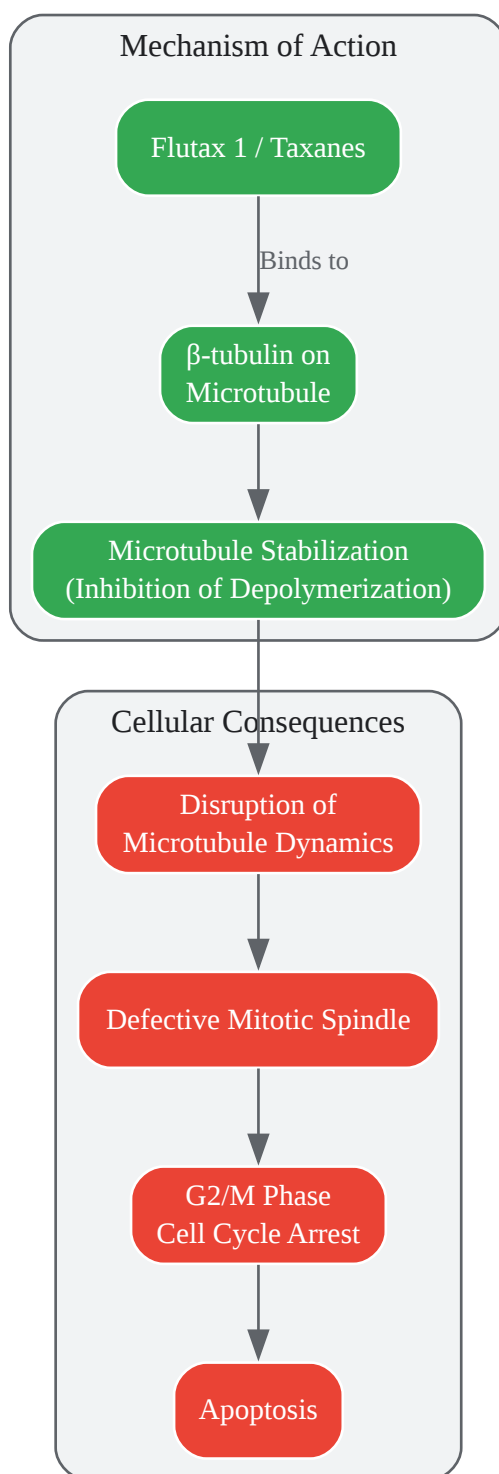 Mechanism of Action
Flutax 1 / Taxanes
Binds to
β-tubulin on
Microtubule
Microtubule Stabilization
(Inhibition of Depolymerization)
Cellular Consequences
Disruption of
Microtubule Dynamics
Defective Mitotic Spindle
G2/M Phase
Cell Cycle Arrest
Apoptosis